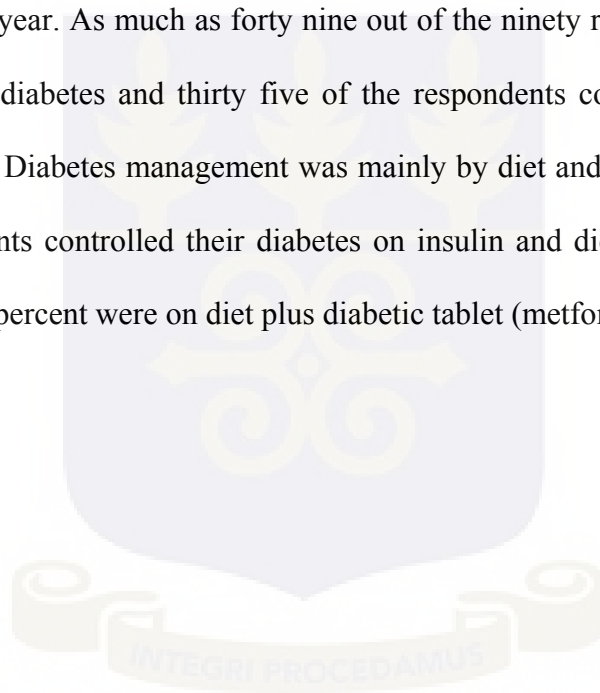 year. As much as forty nine out of the ninety r
diabetes and thirty five of the respondents co
Diabetes management was mainly by diet and
nts controlled their diabetes on insulin and di
percent were on diet plus diabetic tablet (metfor
INTEGRI PROCEDAMUS